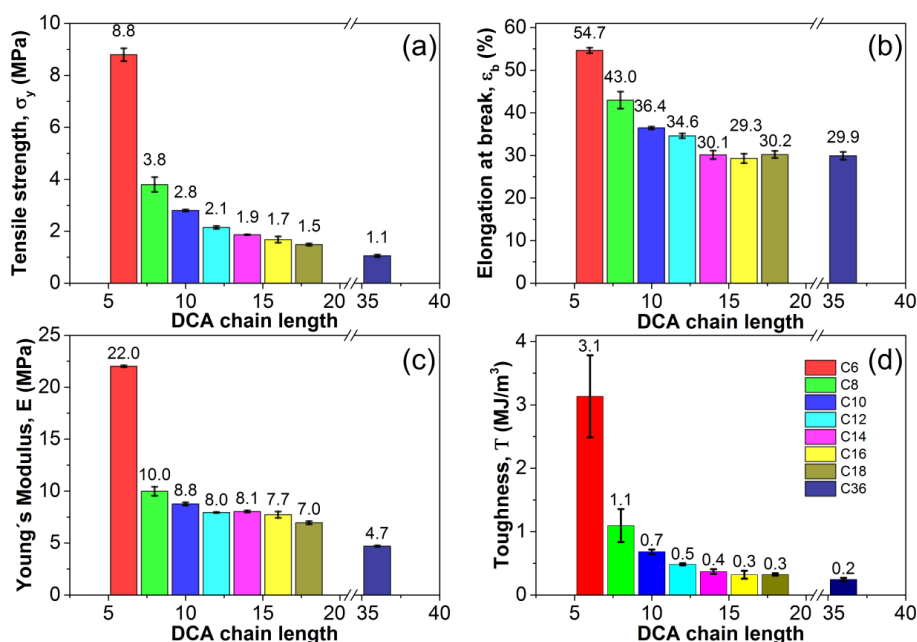 (a)
Tensile strength, σy (MPa)
10
8
6
4
2
0
8.8
3.8
2.8
2.1
1.9
1.7
1.5
1.1
5 10 15 20 35 40
DCA chain length
(b)
Elongation at break, εb (%)
60
50
40
30
20
10
0
54.7
43.0
36.4
34.6
30.1
29.3
30.2
29.9
5 10 15 20 35 40
DCA chain length
(c)
Young´s Modulus, E (MPa)
25
20
15
10
5
0
22.0
10.0
8.8
8.0
8.1
7.7
7.0
4.7
5 10 15 20 35 40
DCA chain length
(d)
Toughness, T (MJ/m³)
4
3
2
1
0
3.1
1.1
0.7
0.5
0.4
0.3
0.3
0.2
C6
C8
C10
C12
C14
C16
C18
C36
5 10 15 20 35 40
DCA chain length